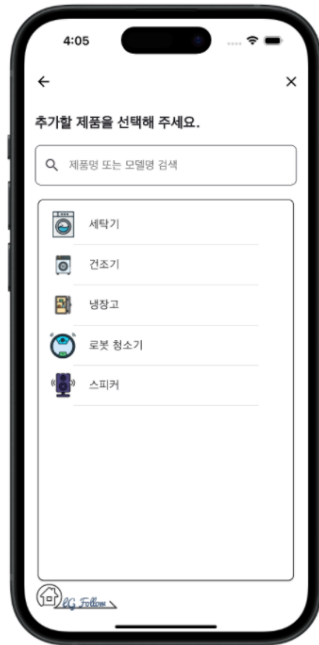 4:05
추가할 제품을 선택해 주세요.
제품명 또는 모델명 검색
세탁기
건조기
냉장고
로봇 청소기
스피커
LG Follow